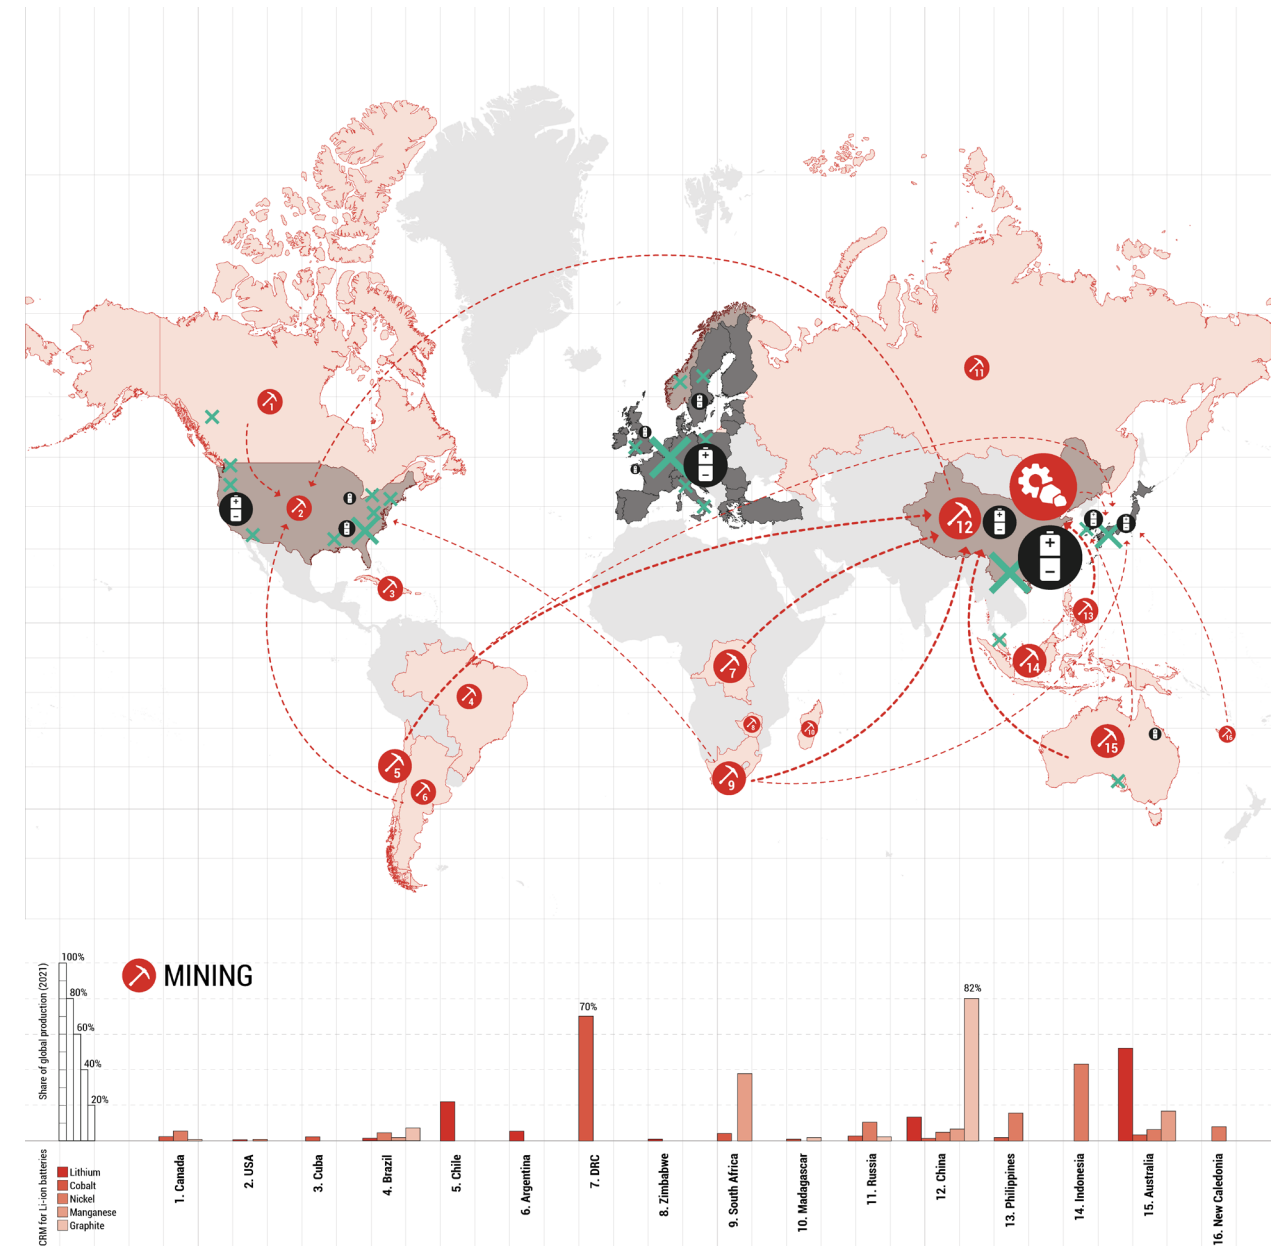 1
2
3
4
5
6
7
8
9
10
11
12
13
14
15
16
MINING
Share of global production (2021)
100%
80%
60%
40%
20%
70%
82%
CRM for Li-ion batteries
Lithium
Cobalt
Nickel
Manganese
Graphite
1. Canada
2. USA
3. Cuba
4. Brazil
5. Chile
6. Argentina
7. DRC
8. Zimbabwe
9. South Africa
10. Madagascar
11. Russia
12. China
13. Philippines
14. Indonesia
15. Australia
16. New Caledonia